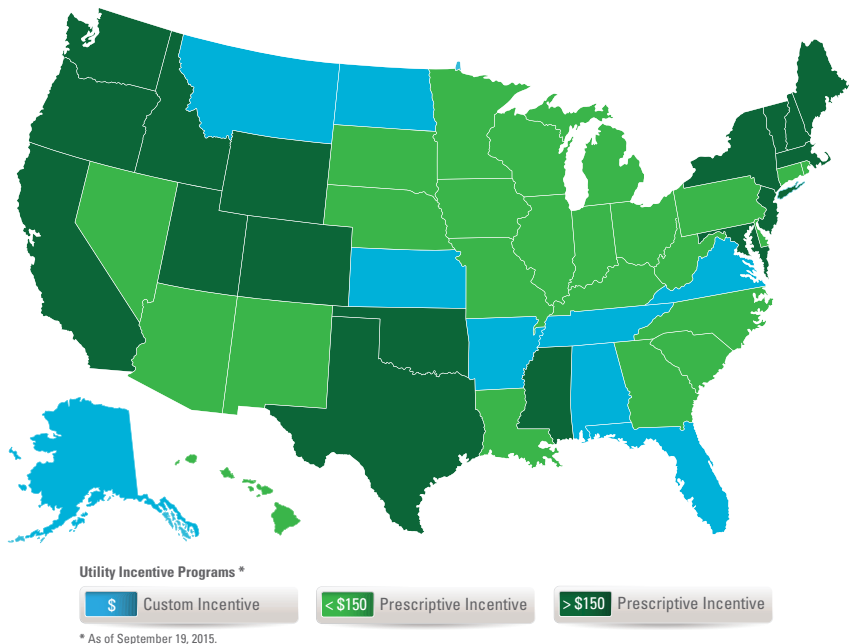 Utility Incentive Programs *
$ Custom Incentive
< $150 Prescriptive Incentive
> $150 Prescriptive Incentive
* As of September 19, 2015.